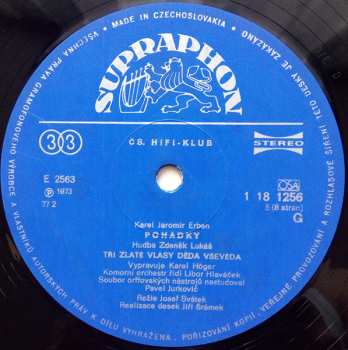 MADE IN CZECHOSLOVAKIA • VŠECHNA PRÁVA GRAMOFONOVÉHO VÝROBCE A VLASTNÍKŮ AUTORSKÝCH PRÁV K DÍLU VYHRAŽENA. POŘIZOVÁNÍ KOPIÍ, VEŘEJNÉ PROVOZOVÁNÍ A ROZHLASOVÉ ŠÍŘENÍ TÉTO DESKY JE ZAKÁZÁNO
SUPRAPHON
ČS. HIFI-KLUB
33
STEREO
E 2563
℗ 1973
77 2
OSA
1 18 1256
G
Karel Jaromír Erben
POHÁDKY
Hudba Zdeněk Lukáš
TŘI ZLATÉ VLASY DĚDA VŠEVĚDA
Vypravuje Karel Höger
Komorní orchestr řídí Libor Hlaváček
Soubor orffovských nástrojů nastudoval
Pavel Jurkovič
Režie Josef Svátek
Realizace desek Jiří Šrámek